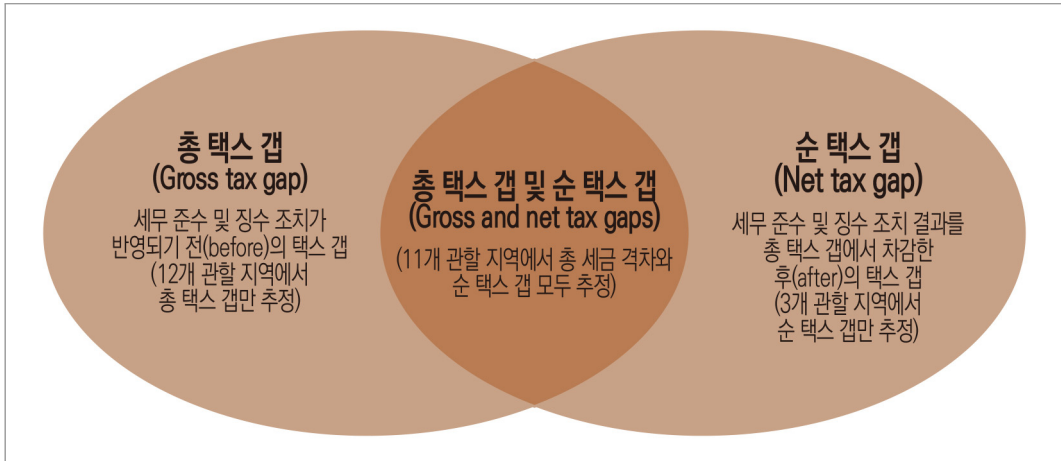 총 택스 갭
(Gross tax gap)
세무 준수 및 징수 조치가
반영되기 전(before)의 택스 갭
(12개 관할 지역에서
총 택스 갭만 추정)
총 택스 갭 및 순 택스 갭
(Gross and net tax gaps)
(11개 관할 지역에서 총 세금 격차와
순 택스 갭 모두 추정)
순 택스 갭
(Net tax gap)
세무 준수 및 징수 조치 결과를
총 택스 갭에서 차감한
후(after)의 택스 갭
(3개 관할 지역에서
순 택스 갭만 추정)